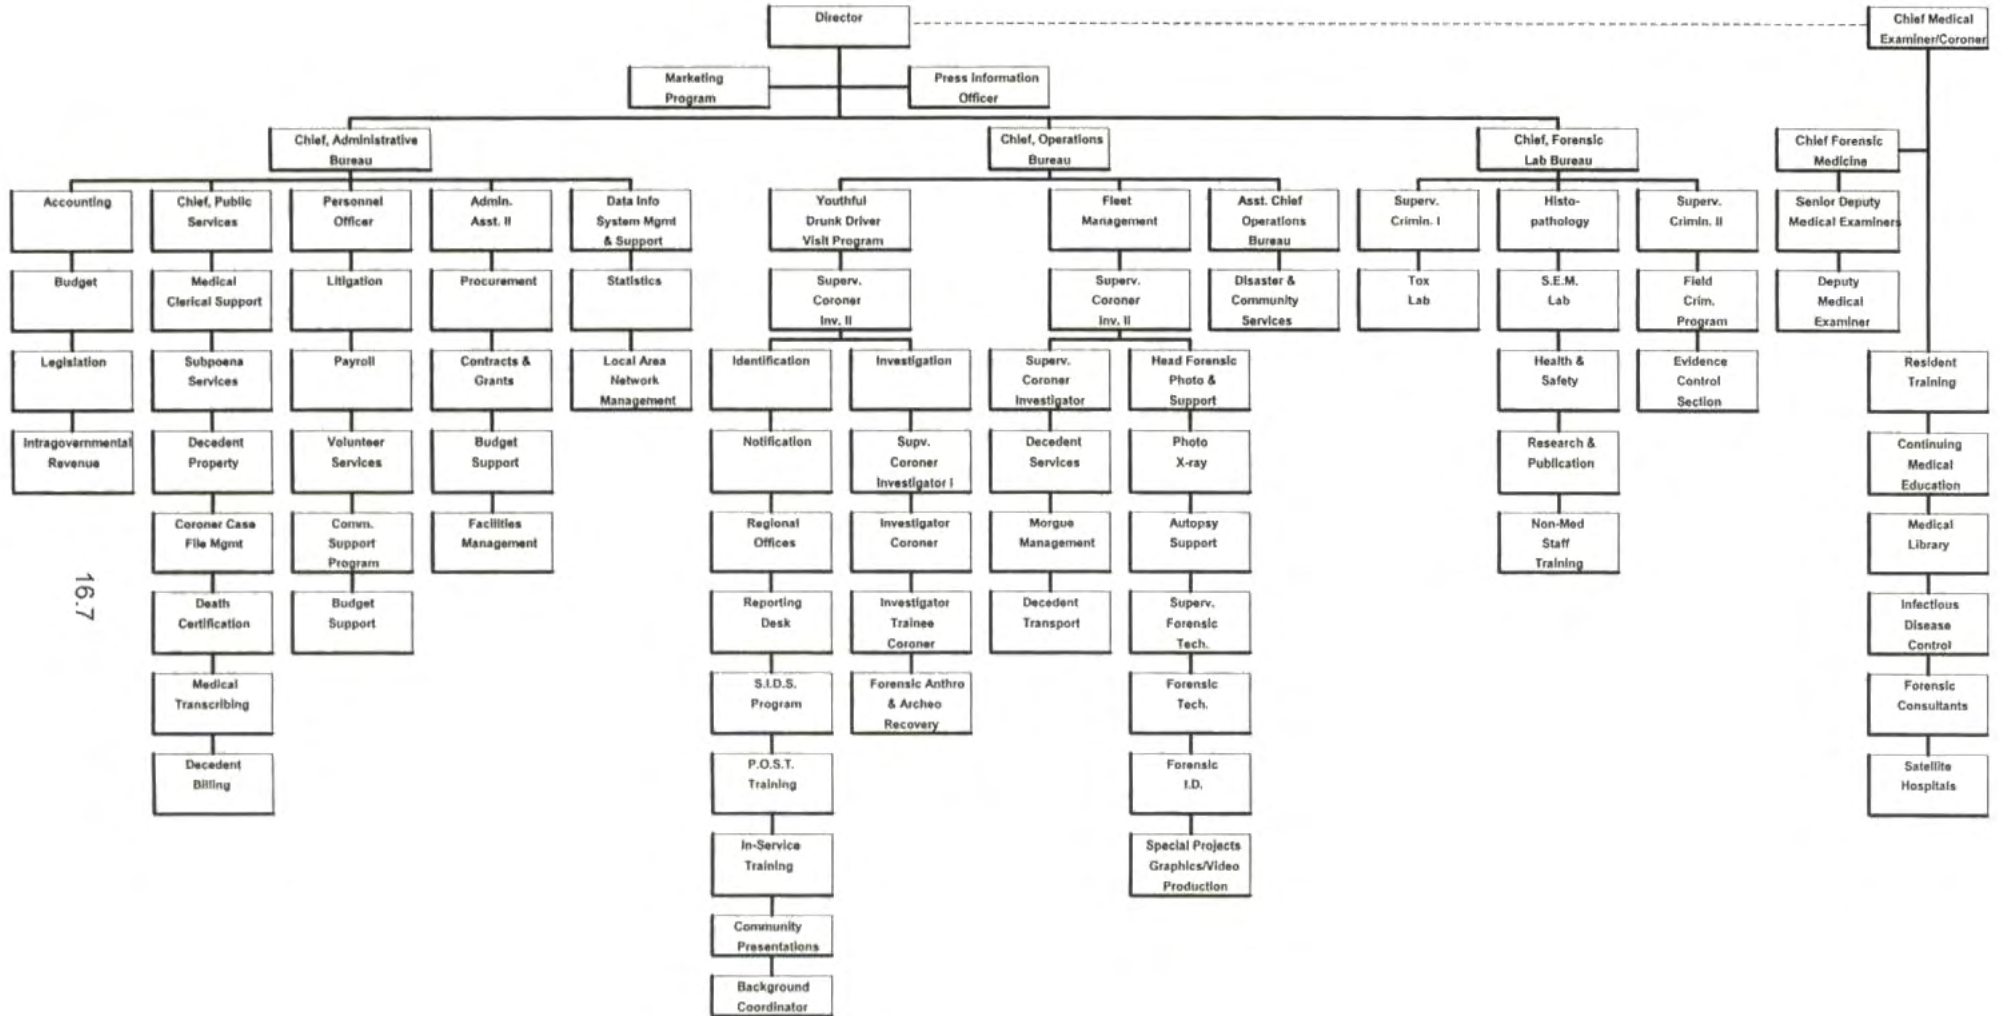 Director
Chief Medical
Examiner/Coroner
Marketing
Program
Press Information
Officer
Chief, Administrative
Bureau
Chief, Operations
Bureau
Chief, Forensic
Lab Bureau
Chief Forensic
Medicine
Accounting
Budget
Legislation
Intragovernmental
Revenue
Chief, Public
Services
Medical
Clerical Support
Subpoena
Services
Decedent
Property
Coroner Case
File Mgmt
Death
Certification
Medical
Transcribing
Decedent
Billing
Personnel
Officer
Litigation
Payroll
Volunteer
Services
Comm.
Support
Program
Budget
Support
Admin.
Asst. II
Procurement
Contracts &
Grants
Budget
Support
Facilities
Management
Data Info
System Mgmt
& Support
Statistics
Local Area
Network
Management
Youthful
Drunk Driver
Visit Program
Superv.
Coroner
Inv. II
Identification
Notification
Regional
Offices
Reporting
Desk
S.I.D.S.
Program
P.O.S.T.
Training
In-Service
Training
Community
Presentations
Background
Coordinator
Investigation
Supv.
Coroner
Investigator I
Investigator
Coroner
Investigator
Trainee
Coroner
Forensic Anthro
& Archeo
Recovery
Fleet
Management
Superv.
Coroner
Inv. II
Superv.
Coroner
Investigator
Decedent
Services
Morgue
Management
Decedent
Transport
Head Forensic
Photo &
Support
Photo
X-ray
Autopsy
Support
Superv.
Forensic
Tech.
Forensic
Tech.
Forensic
I.D.
Special Projects
Graphics/Video
Production
Asst. Chief
Operations
Bureau
Disaster &
Community
Services
Superv.
Crimin. I
Tox
Lab
Histo-
pathology
S.E.M.
Lab
Health &
Safety
Research &
Publication
Non-Med
Staff
Training
Superv.
Crimin. II
Field
Crim.
Program
Evidence
Control
Section
Senior Deputy
Medical Examiners
Deputy
Medical
Examiner
Resident
Training
Continuing
Medical
Education
Medical
Library
Infectious
Disease
Control
Forensic
Consultants
Satellite
Hospitals
16.7